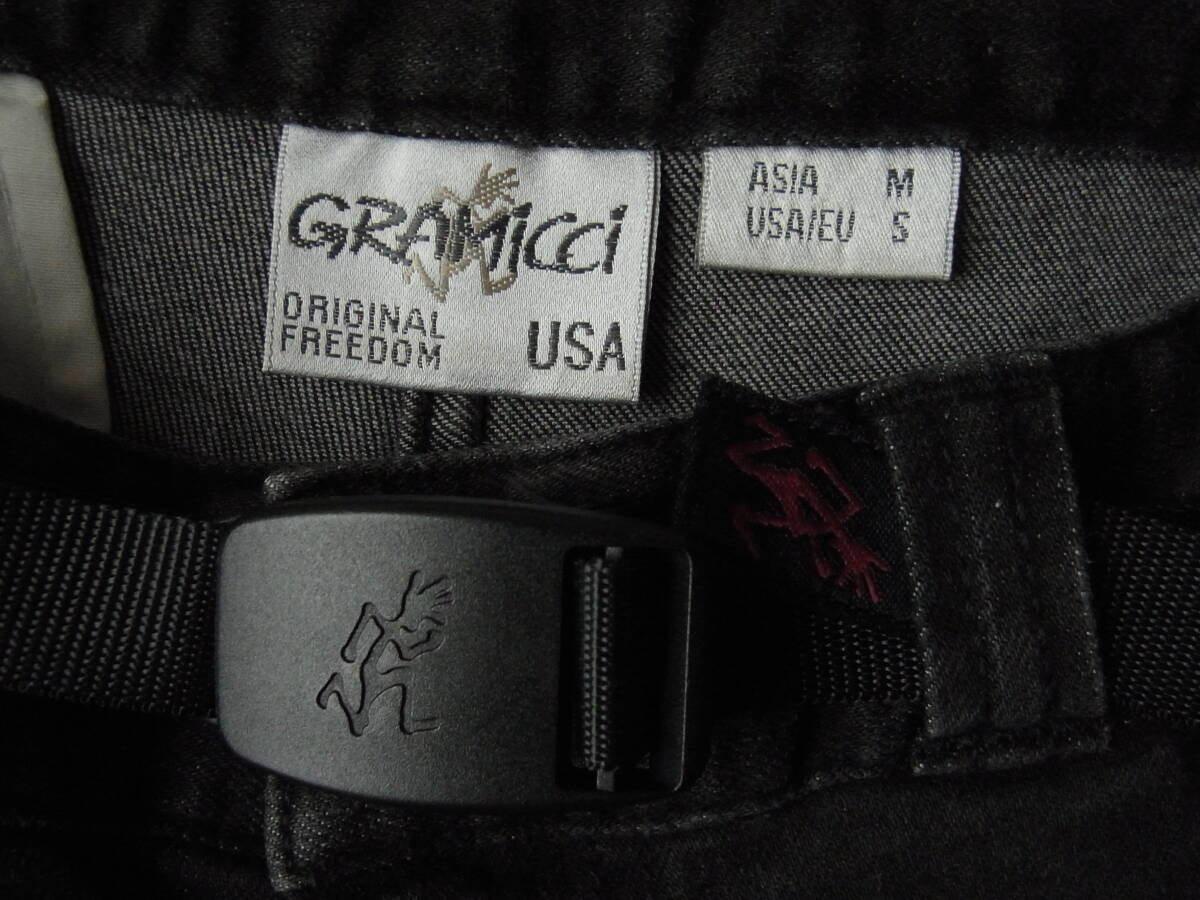 GRAMICCI
ORIGINAL
FREEDOM
USA
ASIA M
USA/EU S